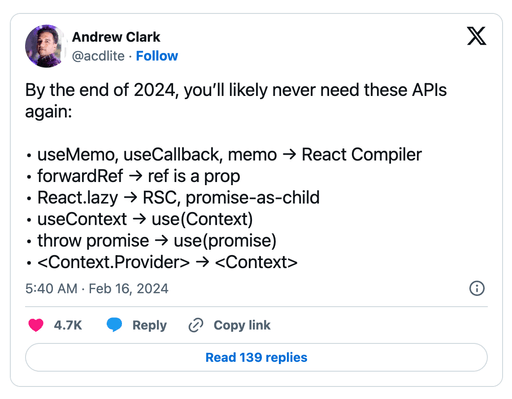 Andrew Clark
@acdlite · Follow
By the end of 2024, you’ll likely never need these APIs
again:
• useMemo, useCallback, memo → React Compiler
• forwardRef → ref is a prop
• React.lazy → RSC, promise-as-child
• useContext → use(Context)
• throw promise → use(promise)
• <Context.Provider> → <Context>
5:40 AM · Feb 16, 2024
4.7K Reply Copy link
Read 139 replies